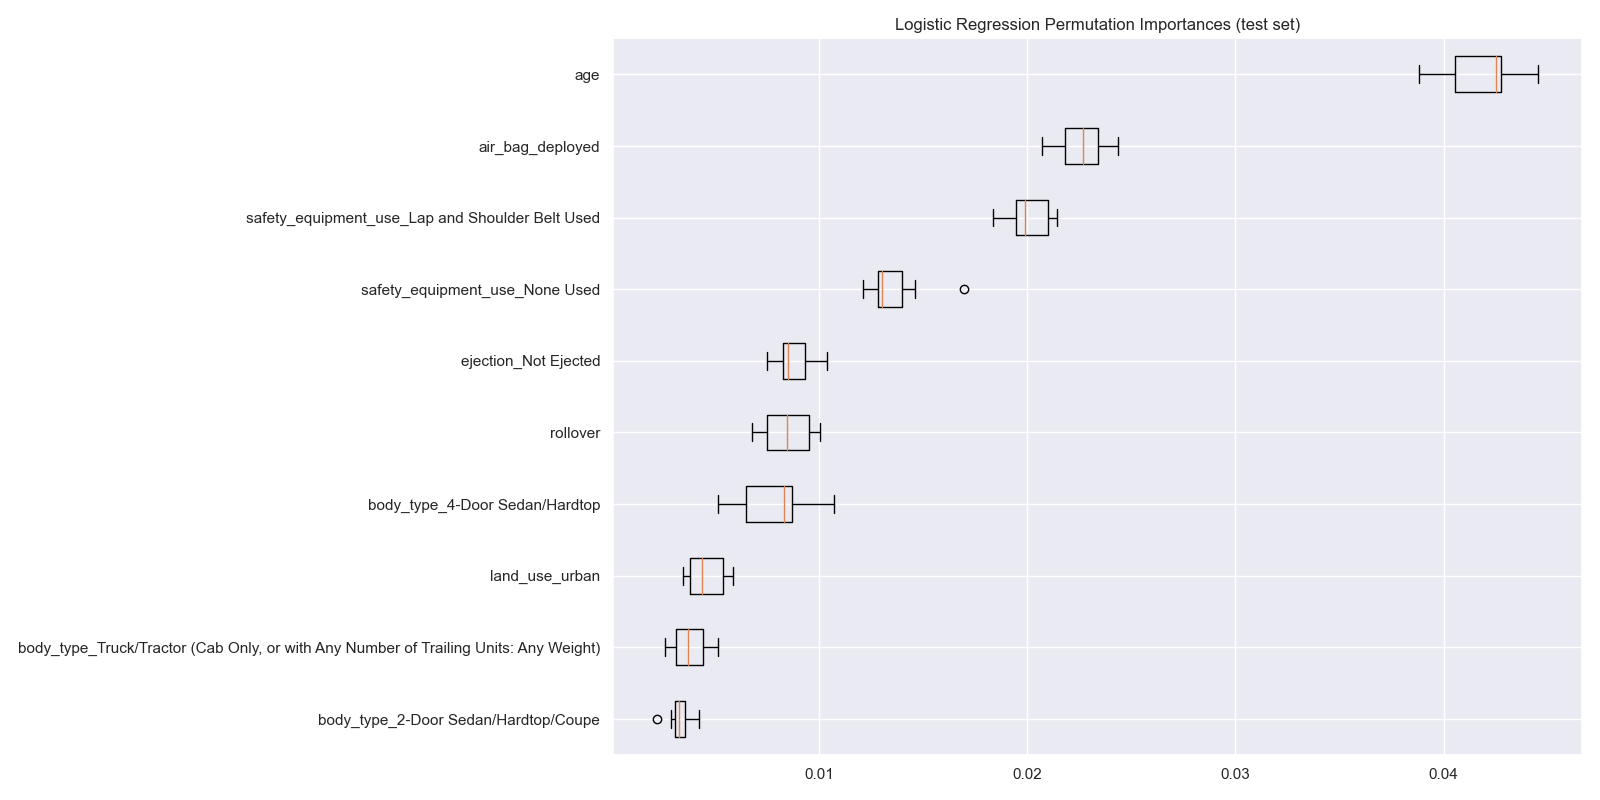 Logistic Regression Permutation Importances (test set)
age
air_bag_deployed
safety_equipment_use_Lap and Shoulder Belt Used
safety_equipment_use_None Used
ejection_Not Ejected
rollover
body_type_4-Door Sedan/Hardtop
land_use_urban
body_type_Truck/Tractor (Cab Only, or with Any Number of Trailing Units: Any Weight)
body_type_2-Door Sedan/Hardtop/Coupe
0.01 0.02 0.03 0.04